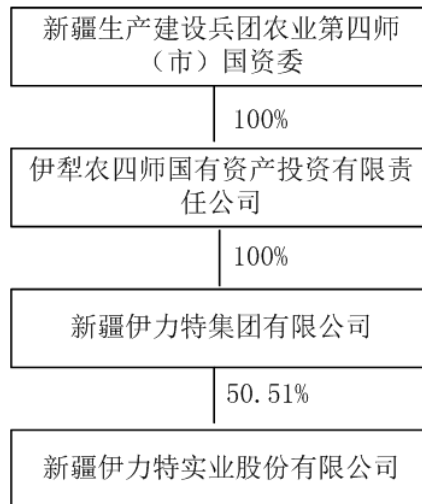 新疆生产建设兵团农业第四师
（市）国资委
100%
伊犁农四师国有资产投资有限责
任公司
100%
新疆伊力特集团有限公司
50.51%
新疆伊力特实业股份有限公司